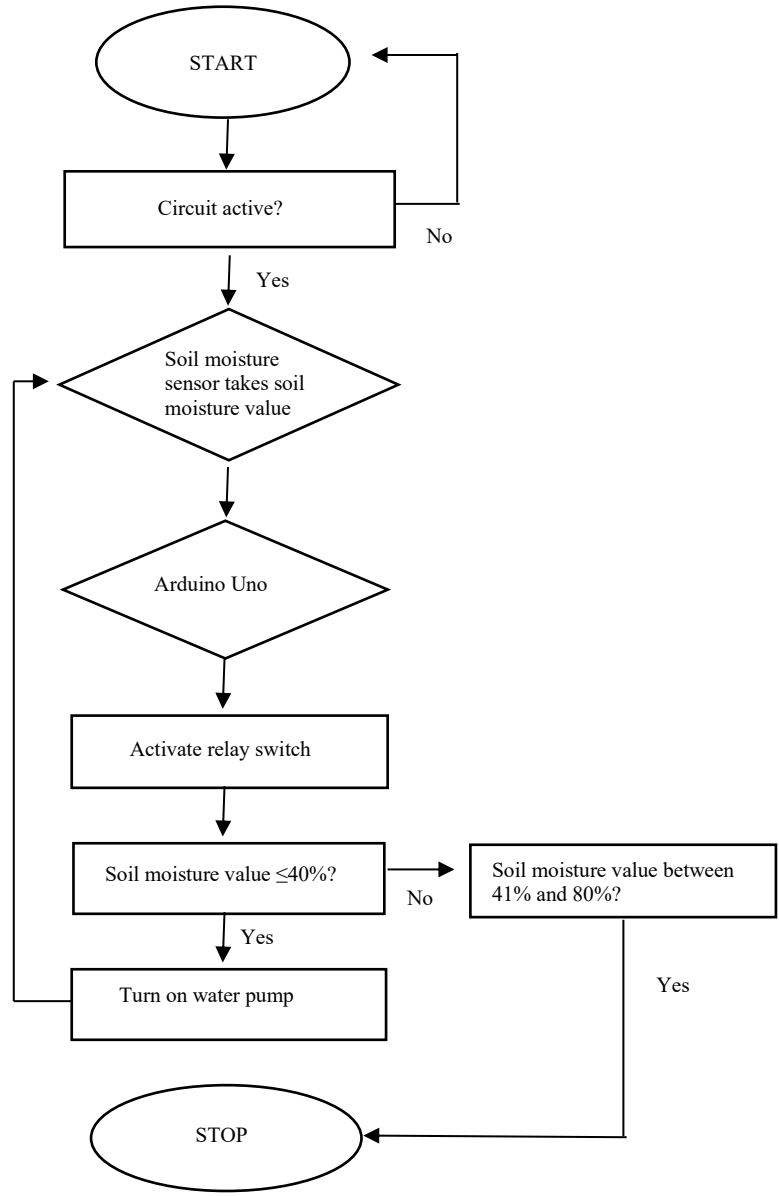 START
Circuit active?
No
Yes
Soil moisture
sensor takes soil
moisture value
Arduino Uno
Activate relay switch
Soil moisture value ≤40%?
No
Soil moisture value between
41% and 80%?
Yes
Turn on water pump
Yes
STOP